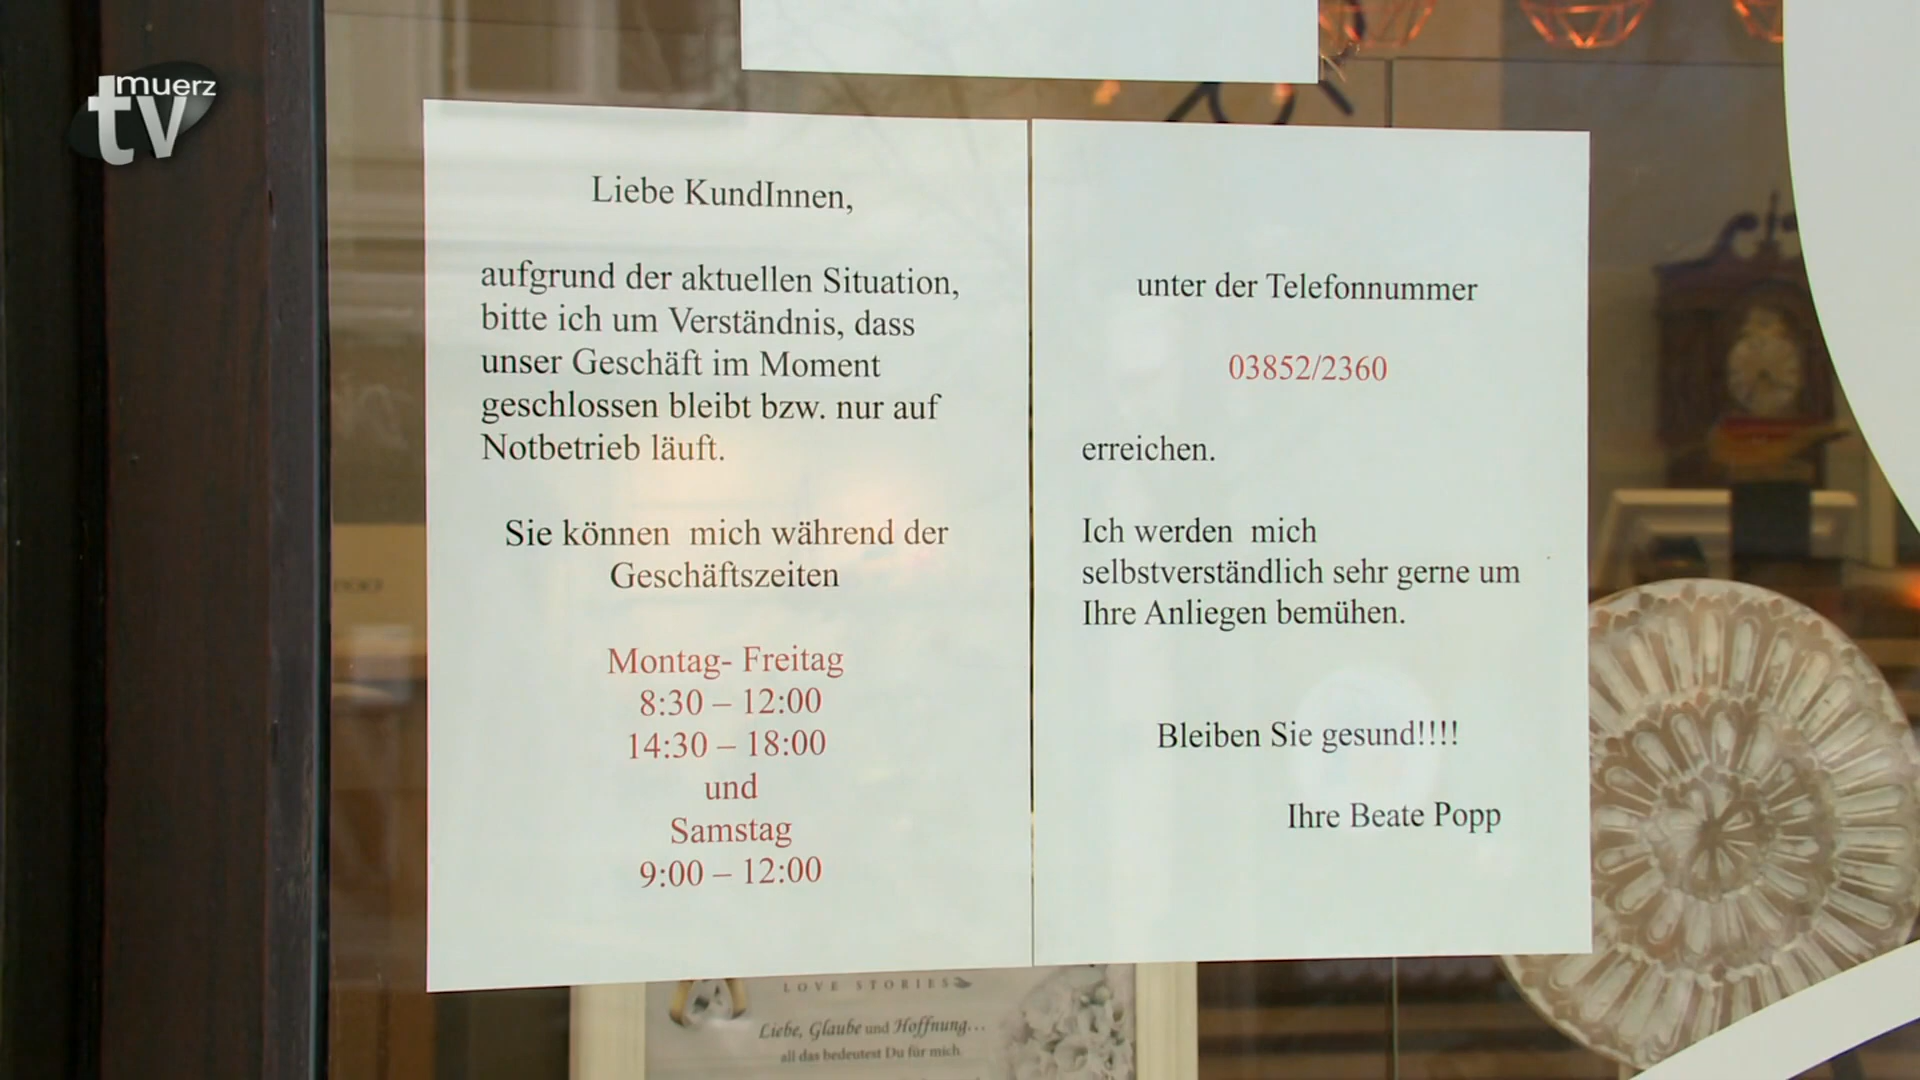 muerz
tv
Liebe KundInnen,
aufgrund der aktuellen Situation,
bitte ich um Verständnis, dass
unser Geschäft im Moment
geschlossen bleibt bzw. nur auf
Notbetrieb läuft.
Sie können mich während der
Geschäftszeiten
Montag- Freitag
8:30 – 12:00
14:30 – 18:00
und
Samstag
9:00 – 12:00
unter der Telefonnummer
03852/2360
erreichen.
Ich werden mich
selbstverständlich sehr gerne um
Ihre Anliegen bemühen.
Bleiben Sie gesund!!!!
Ihre Beate Popp
LOVE STORIES
Liebe, Glaube und Hoffnung...
all das bedeutest Du für mich.